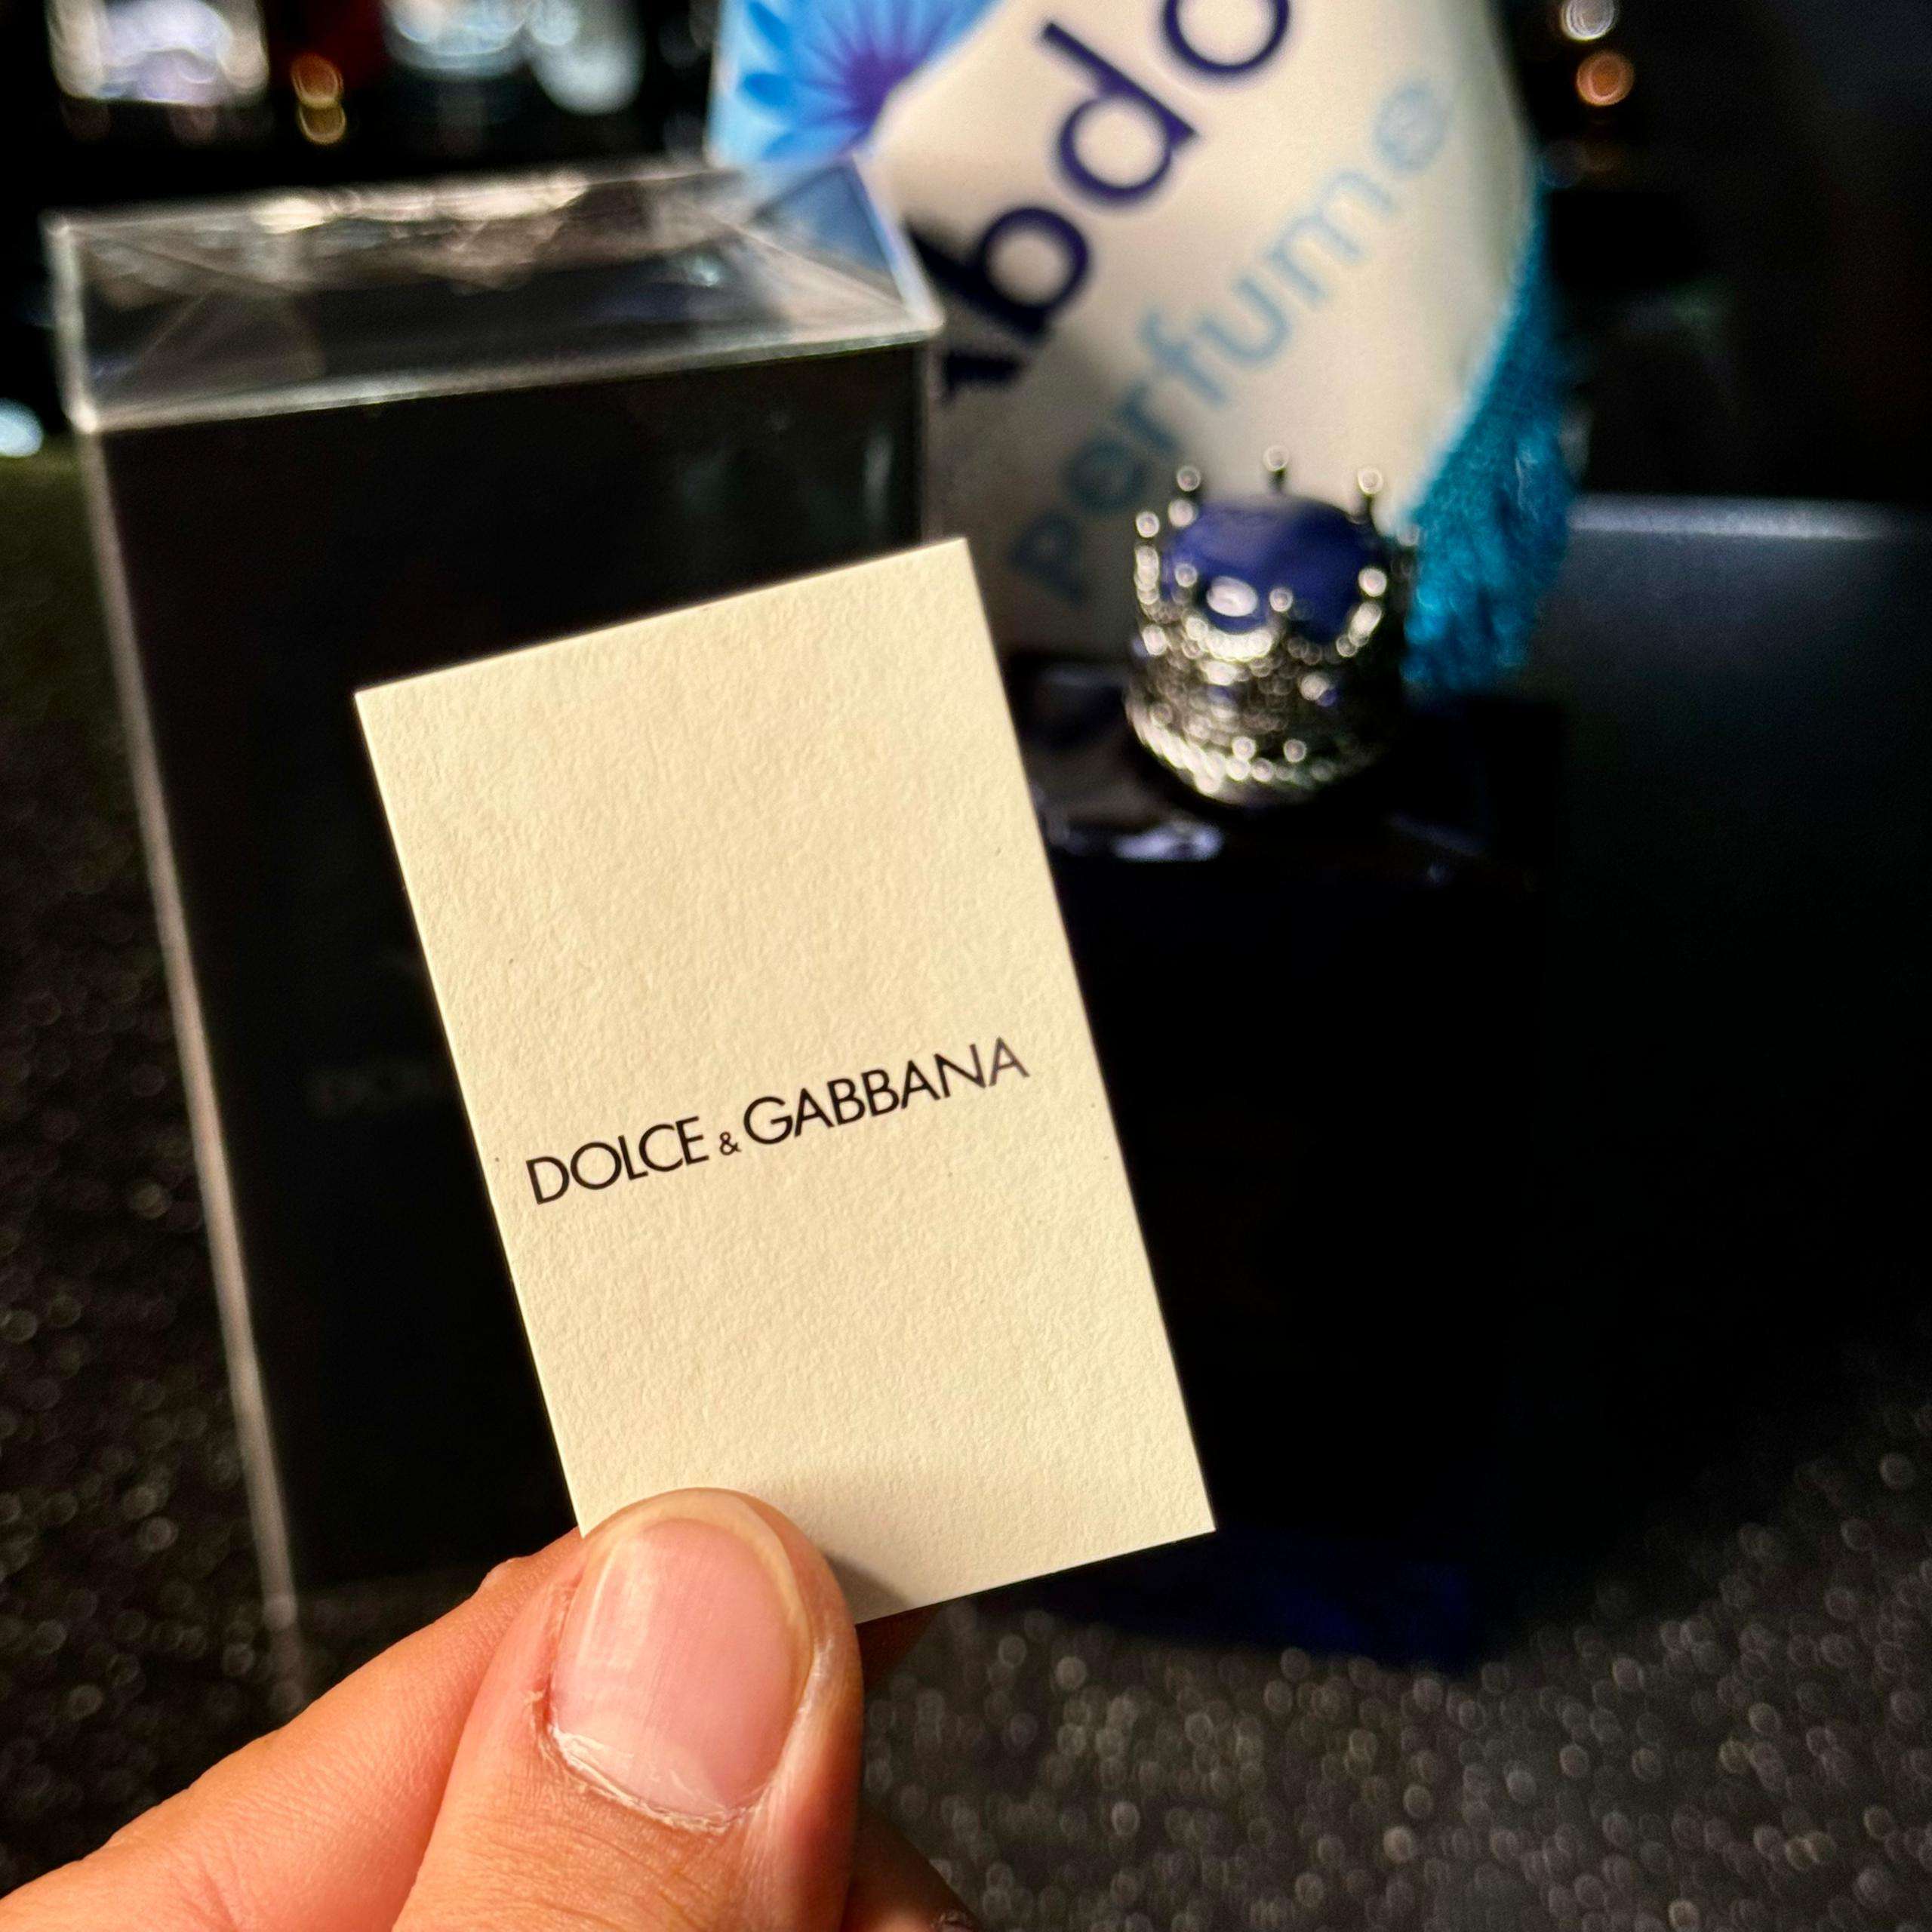 bdo
perfume
DOLCE & GABBANA